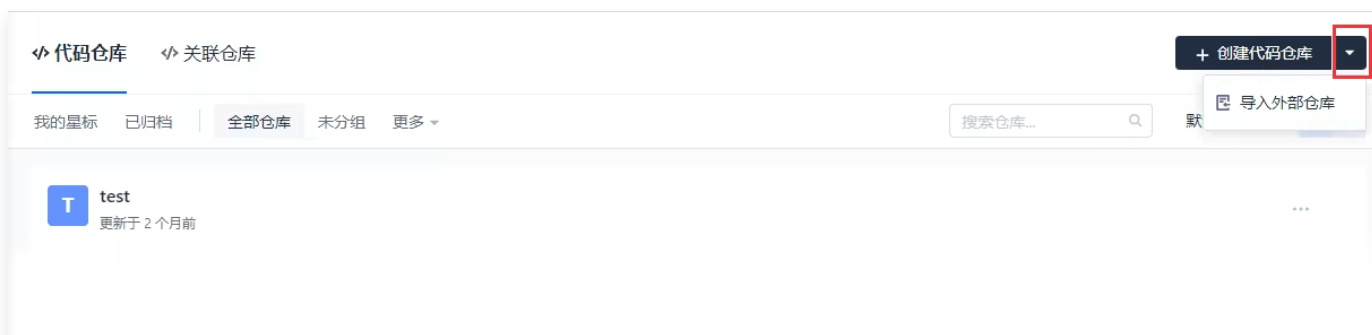 代码仓库 关联仓库 + 创建代码仓库
导入外部仓库
我的星标 已归档 全部仓库 未分组 更多 搜索仓库... 默
T test
更新于 2 个月前